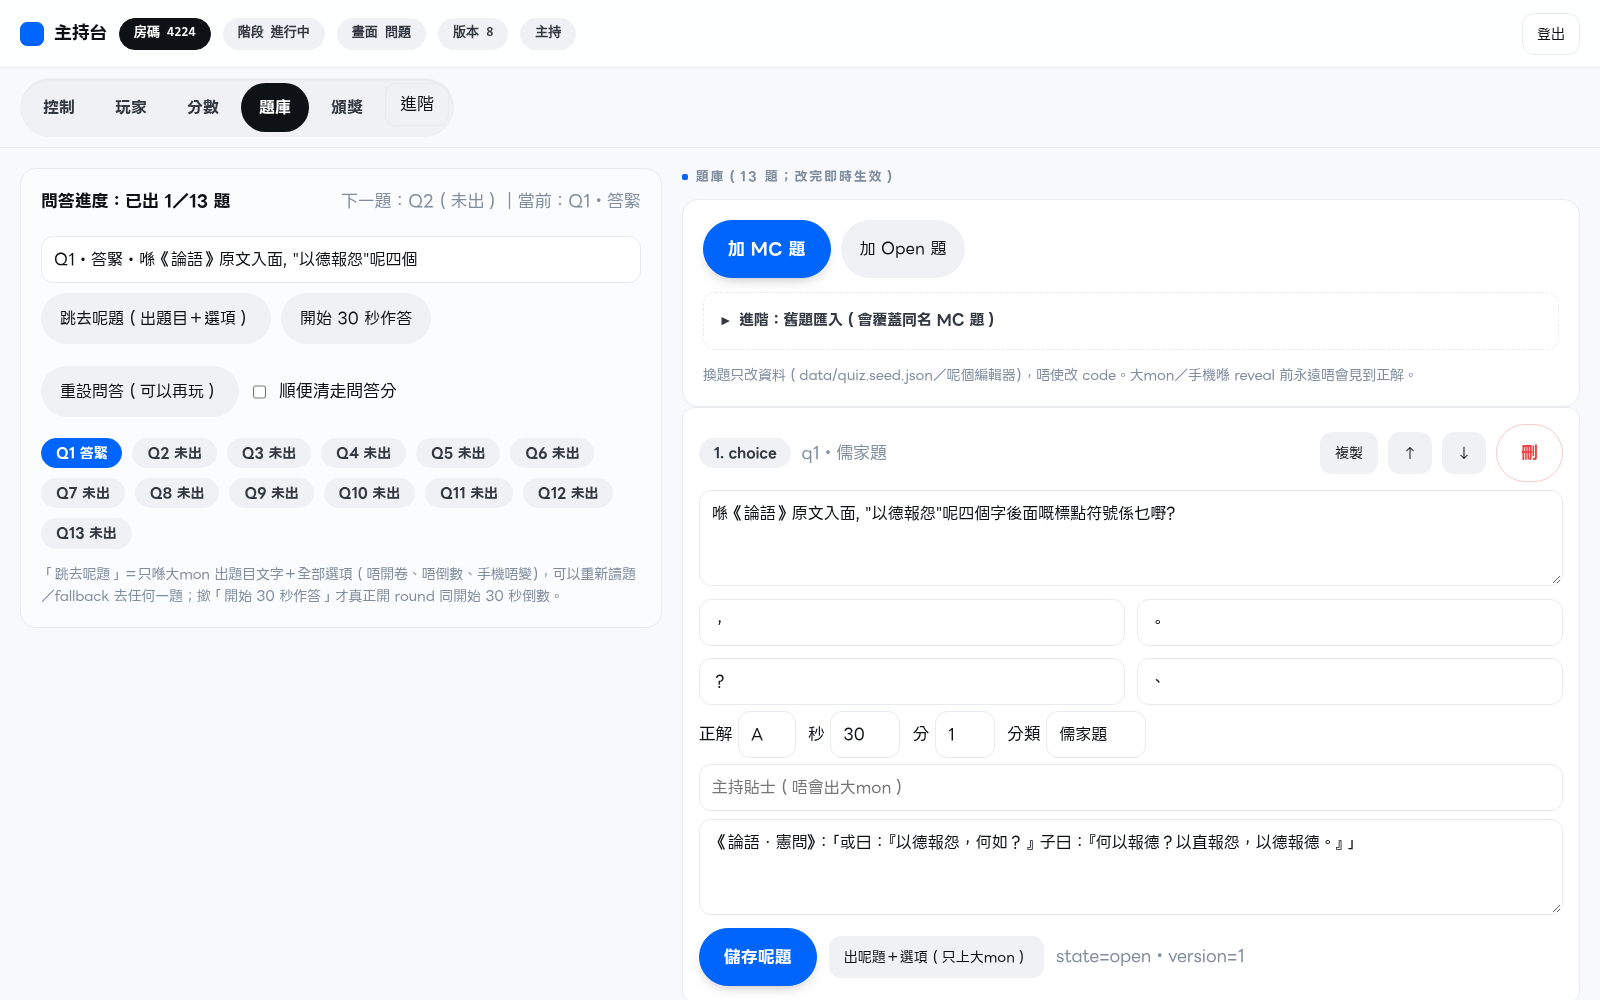 主持台 房碼 4224 階段 進行中 畫面 問題 版本 8 主持 登出
控制 玩家 分數 題庫 頒獎 進階
問答進度：已出 1／13 題 下一題：Q2（未出）｜當前：Q1・答緊
Q1・答緊・喺《論語》原文入面, "以德報怨"呢四個
跳去呢題（出題目＋選項） 開始 30 秒作答
重設問答（可以再玩） 順便清走問答分
Q1 答緊 Q2 未出 Q3 未出 Q4 未出 Q5 未出 Q6 未出
Q7 未出 Q8 未出 Q9 未出 Q10 未出 Q11 未出 Q12 未出
Q13 未出
「跳去呢題」＝只喺大mon 出題目文字＋全部選項（唔開卷、唔倒數、手機唔變），可以重新讀題
／fallback 去任何一題；撳「開始 30 秒作答」才真正開 round 同開始 30 秒倒數。
題庫（13 題；改完即時生效）
加 MC 題 加 Open 題
▶ 進階：舊題匯入（會覆蓋同名 MC 題）
換題只改資料（data/quiz.seed.json／呢個編輯器），唔使改 code。大mon／手機喺 reveal 前永遠唔會見到正解。
1. choice q1・儒家題 複製 ↑ ↓ 刪
喺《論語》原文入面, "以德報怨"呢四個字後面嘅標點符號係乜嘢?
， 。
？ 、
正解 A 秒 30 分 1 分類 儒家題
主持貼士（唔會出大mon）
《論語．憲問》：「或曰：『以德報怨，何如？』子曰：『何以報德？以直報怨，以德報德。』」
儲存呢題 出呢題＋選項（只上大mon） state=open・version=1